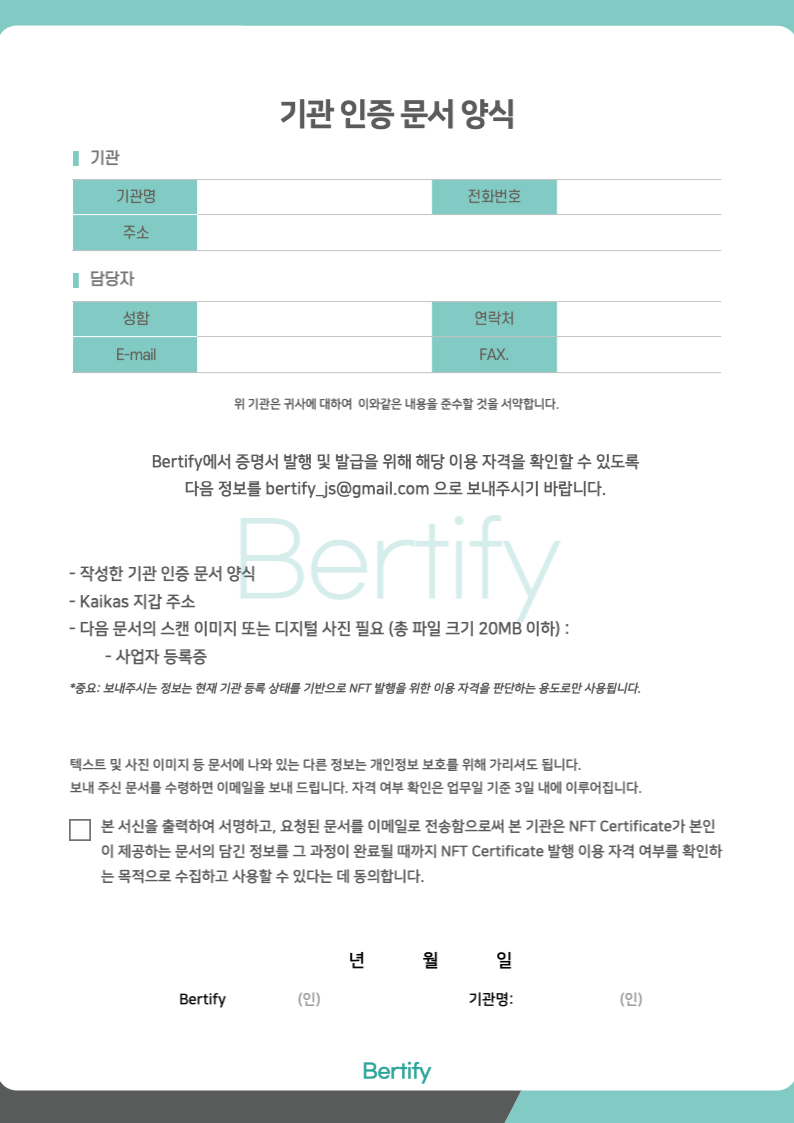 기관 인증 문서 양식
기관
기관명 전화번호
주소
담당자
성함 연락처
E-mail FAX.
위 기관은 귀사에 대하여 이와같은 내용을 준수할 것을 서약합니다.
Bertify에서 증명서 발행 및 발급을 위해 해당 이용 자격을 확인할 수 있도록
다음 정보를 bertify_js@gmail.com 으로 보내주시기 바랍니다.
Bertify
- 작성한 기관 인증 문서 양식
- Kaikas 지갑 주소
- 다음 문서의 스캔 이미지 또는 디지털 사진 필요 (총 파일 크기 20MB 이하) :
- 사업자 등록증
*중요: 보내주시는 정보는 현재 기관 등록 상태를 기반으로 NFT 발행을 위한 이용 자격을 판단하는 용도로만 사용됩니다.
텍스트 및 사진 이미지 등 문서에 나와 있는 다른 정보는 개인정보 보호를 위해 가리셔도 됩니다.
보내 주신 문서를 수령하면 이메일을 보내 드립니다. 자격 여부 확인은 업무일 기준 3일 내에 이루어집니다.
본 서신을 출력하여 서명하고, 요청된 문서를 이메일로 전송함으로써 본 기관은 NFT Certificate가 본인
이 제공하는 문서의 담긴 정보를 그 과정이 완료될 때까지 NFT Certificate 발행 이용 자격 여부를 확인하
는 목적으로 수집하고 사용할 수 있다는 데 동의합니다.
년 월 일
Bertify (인) 기관명: (인)
Bertify